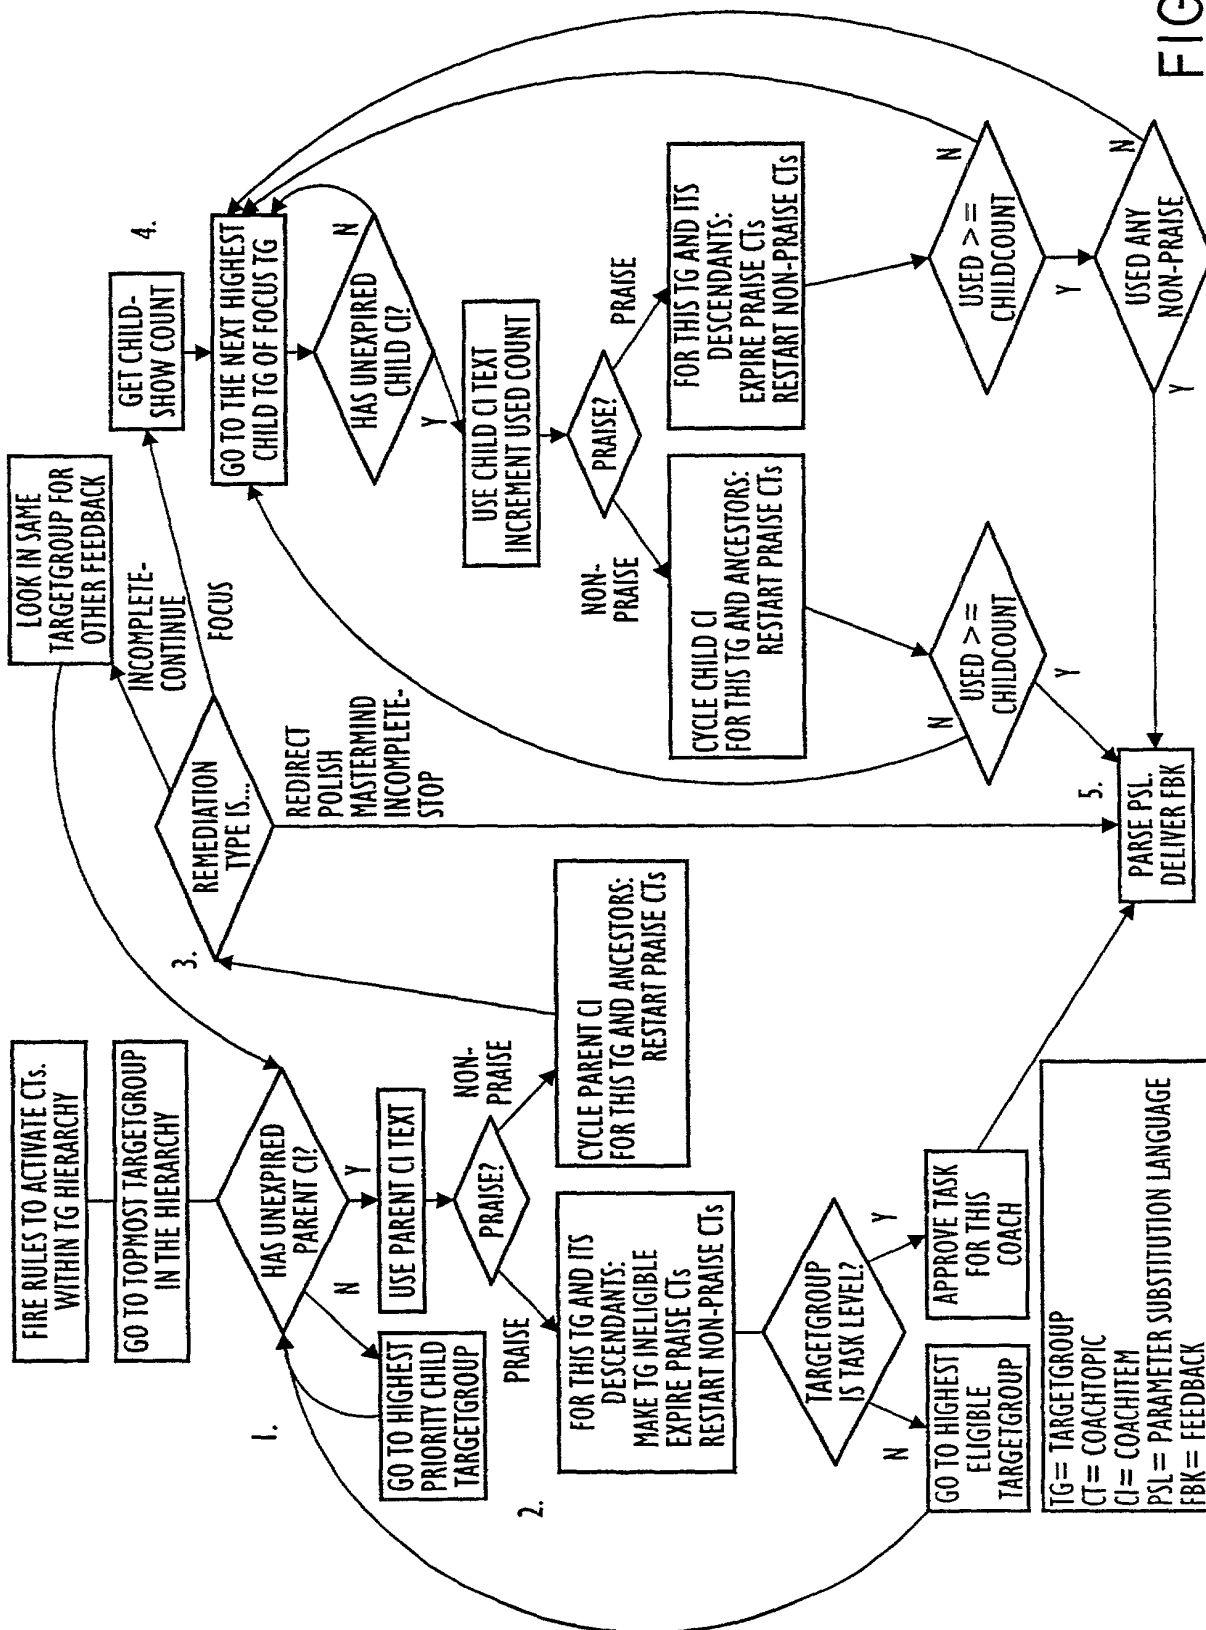 FIRE RULES TO ACTIVATE CTs.
WITHIN TG HIERARCHY
GO TO TOPMOST TARGETGROUP
IN THE HIERARCHY
1.
HAS UNEXPIRED
PARENT CI?
N
Y
GO TO HIGHEST
PRIORITY CHILD
TARGETGROUP
USE PARENT CI TEXT
2.
PRAISE?
PRAISE
NON-
PRAISE
FOR THIS TG AND ITS
DESCENDANTS:
MAKE TG INELIGIBLE
EXPIRE PRAISE CTs
RESTART NON-PRAISE CTs
CYCLE PARENT CI
FOR THIS TG AND ANCESTORS:
RESTART PRAISE CTs
TARGETGROUP
IS TASK LEVEL?
N
Y
GO TO HIGHEST
ELIGIBLE
TARGETGROUP
APPROVE TASK
FOR THIS
COACH
TG= TARGETGROUP
CT= COACHTOPIC
CI= COACHITEM
PSL= PARAMETER SUBSTITUTION LANGUAGE
FBK= FEEDBACK
LOOK IN SAME
TARGETGROUP FOR
OTHER FEEDBACK
3.
REMEDIATION
TYPE IS...
INCOMPLETE-
CONTINUE
FOCUS
REDIRECT
POLISH
MASTERMIND
INCOMPLETE-
STOP
4.
GET CHILD-
SHOW COUNT
GO TO THE NEXT HIGHEST
CHILD TG OF FOCUS TG
HAS UNEXPIRED
CHILD CI?
N
Y
USE CHILD CI TEXT
INCREMENT USED COUNT
PRAISE?
NON-
PRAISE
PRAISE
CYCLE CHILD CI
FOR THIS TG AND ANCESTORS:
RESTART PRAISE CTs
FOR THIS TG AND ITS
DESCENDANTS:
EXPIRE PRAISE CTs
RESTART NON-PRAISE CTs
USED >=
CHILDCOUNT
N
Y
USED >=
CHILDCOUNT
N
Y
USED ANY
NON-PRAISE
N
Y
5.
PARSE PSL.
DELIVER FBK
FIG